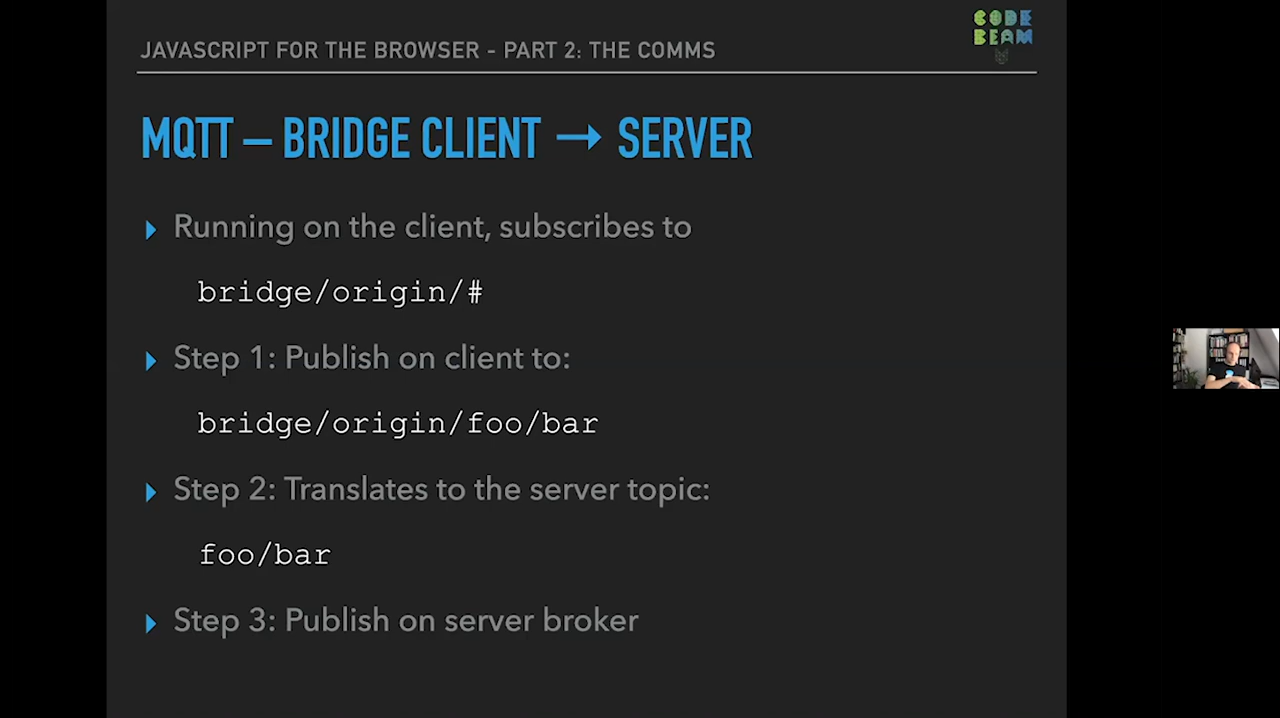 JAVASCRIPT FOR THE BROWSER - PART 2: THE COMMS
CODE
BEAM
V
MQTT – BRIDGE CLIENT → SERVER
Running on the client, subscribes to
bridge/origin/#
Step 1: Publish on client to:
bridge/origin/foo/bar
Step 2: Translates to the server topic:
foo/bar
Step 3: Publish on server broker